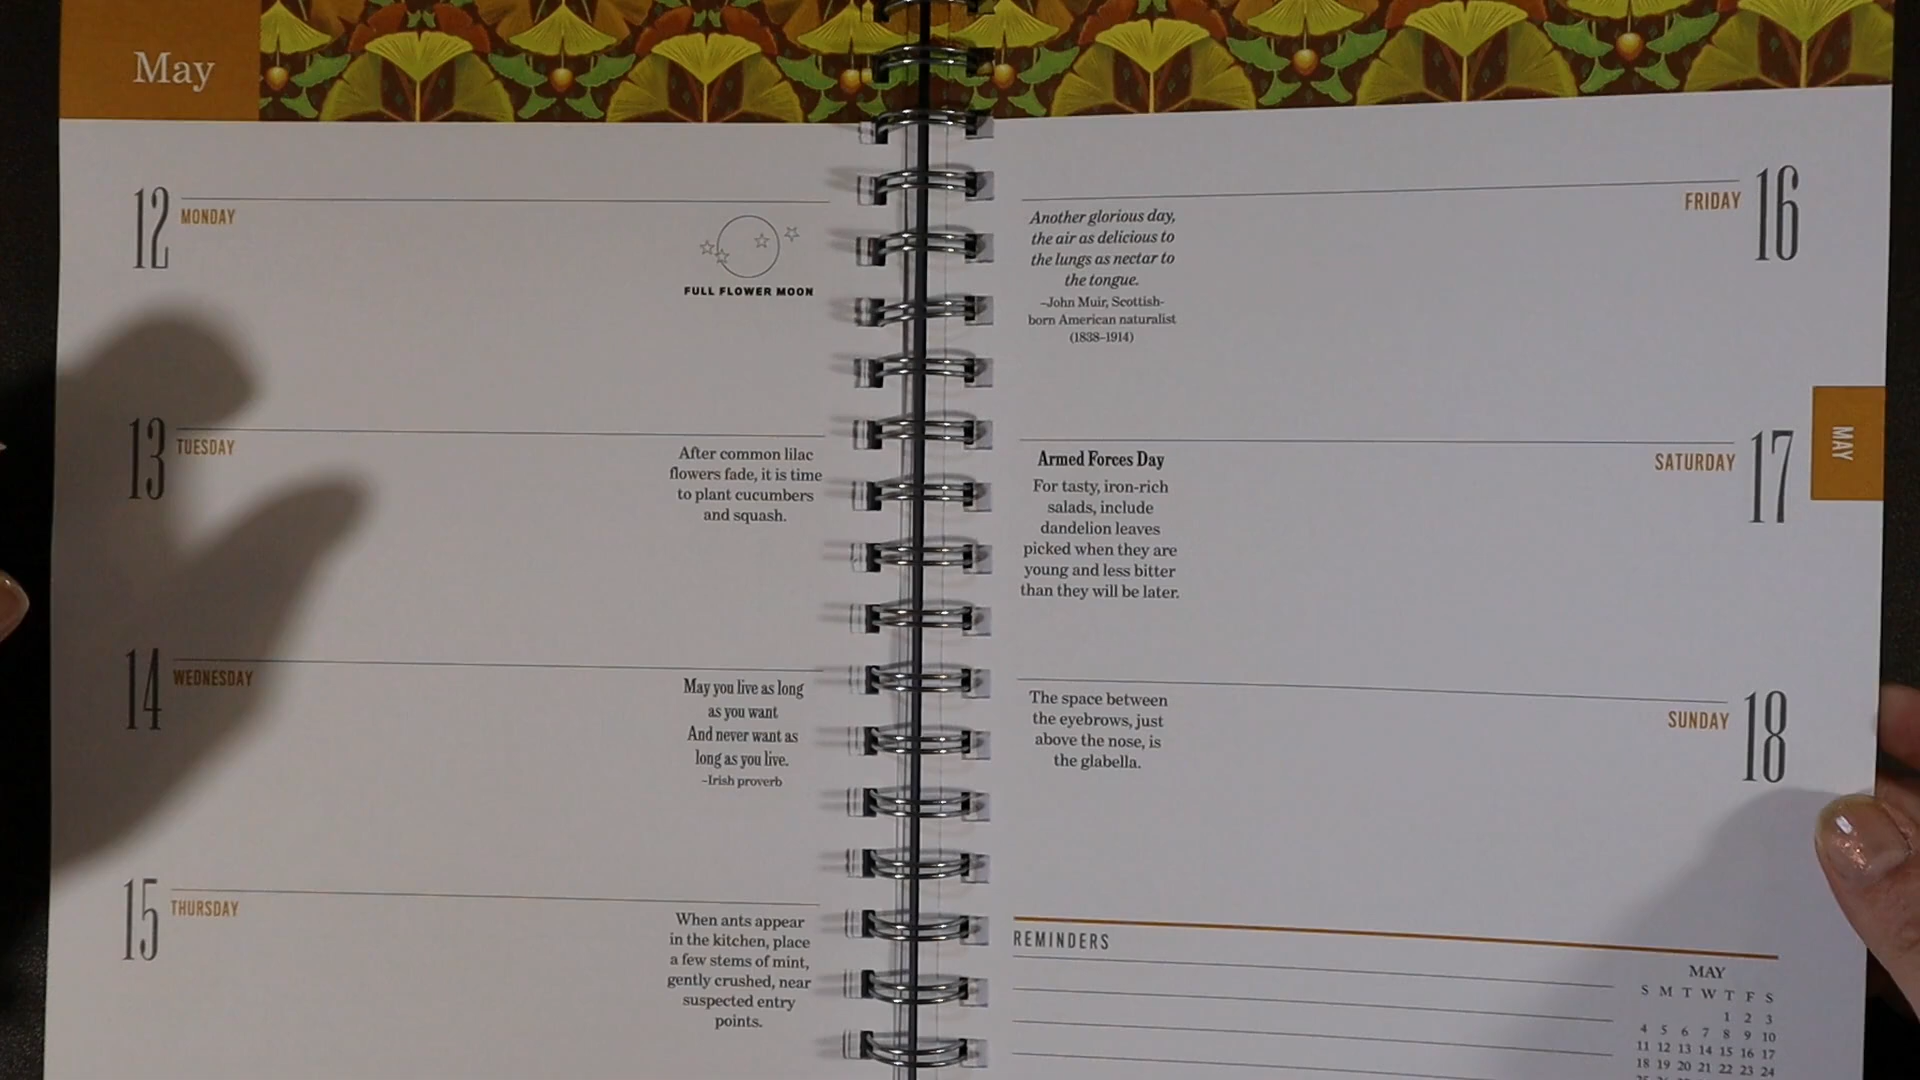 May
12 MONDAY
FULL FLOWER MOON
13 TUESDAY
After common lilac
flowers fade, it is time
to plant cucumbers
and squash.
14 WEDNESDAY
May you live as long
as you want
And never want as
long as you live.
–Irish proverb
15 THURSDAY
When ants appear
in the kitchen, place
a few stems of mint,
gently crushed, near
suspected entry
points.
FRIDAY 16
Another glorious day,
the air as delicious to
the lungs as nectar to
the tongue.
–John Muir, Scottish-
born American naturalist
(1838–1914)
SATURDAY 17
Armed Forces Day
For tasty, iron-rich
salads, include
dandelion leaves
picked when they are
young and less bitter
than they will be later.
MAY
SUNDAY 18
The space between
the eyebrows, just
above the nose, is
the glabella.
REMINDERS
MAY
S M T W T F S
1 2 3
4 5 6 7 8 9 10
11 12 13 14 15 16 17
18 19 20 21 22 23 24